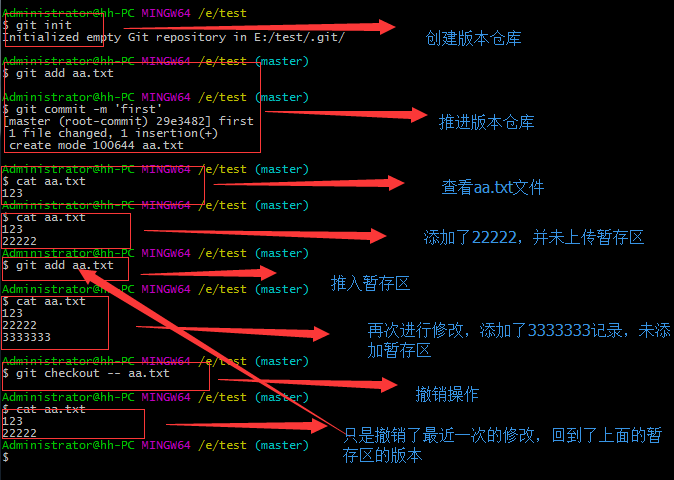 Administrator@hh-PC MINGW64 /e/test
$ git init
创建版本仓库
Initialized empty Git repository in E:/test/.git/
Administrator@hh-PC MINGW64 /e/test (master)
$ git add aa.txt
Administrator@hh-PC MINGW64 /e/test (master)
$ git commit -m 'first'
[master (root-commit) 29e3482] first
推进版本仓库
1 file changed, 1 insertion(+)
create mode 100644 aa.txt
Administrator@hh-PC MINGW64 /e/test (master)
$ cat aa.txt
查看aa.txt文件
123
Administrator@hh-PC MINGW64 /e/test (master)
$ cat aa.txt
123
添加了22222，并未上传暂存区
22222
Administrator@hh-PC MINGW64 /e/test (master)
$ git add aa.txt
推入暂存区
Administrator@hh-PC MINGW64 /e/test (master)
$ cat aa.txt
123
22222
3333333
再次进行修改，添加了3333333记录，未添
加暂存区
Administrator@hh-PC MINGW64 /e/test (master)
$ git checkout -- aa.txt
撤销操作
Administrator@hh-PC MINGW64 /e/test (master)
$ cat aa.txt
123
22222
只是撤销了最近一次的修改，回到了上面的暂
存区的版本
Administrator@hh-PC MINGW64 /e/test (master)
$